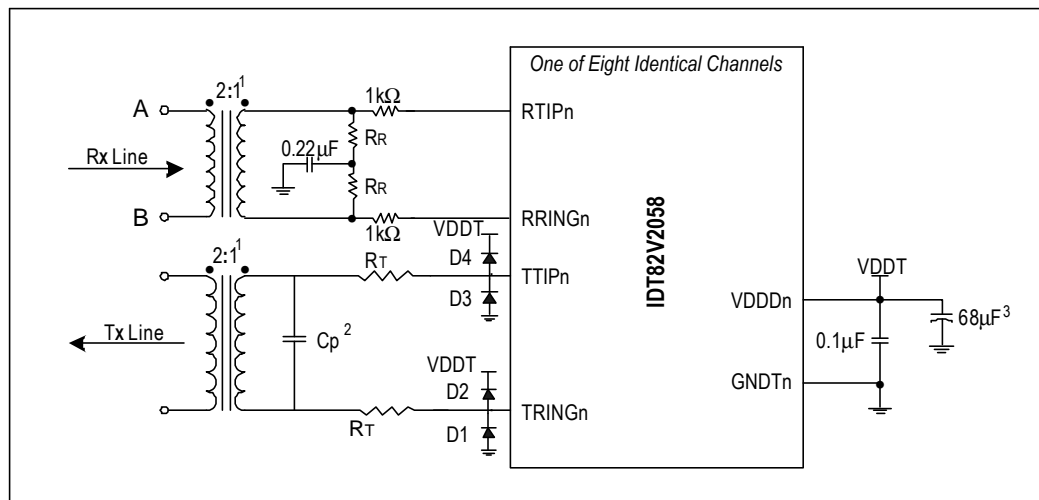 One of Eight Identical Channels
2:1¹
A
1kΩ
RTIPn
RR
0.22µF
Rx Line
RR
B
RRINGn
1kΩ
VDDT
2:1¹
RT
D4
TTIPn
D3
VDDT
VDDDn
68µF³
0.1µF
Tx Line
Cp²
VDDT
D2
GNDTn
TRINGn
RT
D1
IDT82V2058